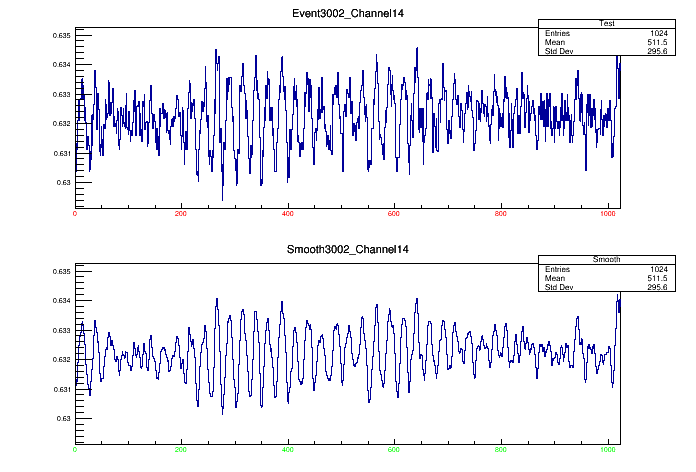 Event3002_Channel14
Test
Entries 1024
Mean 511.5
Std Dev 295.6
0.635
0.634
0.633
0.632
0.631
0.63
0 200 400 600 800 1000
Smooth3002_Channel14
Smooth
Entries 1024
Mean 511.5
Std Dev 295.6
0.635
0.634
0.633
0.632
0.631
0.63
0 200 400 600 800 1000